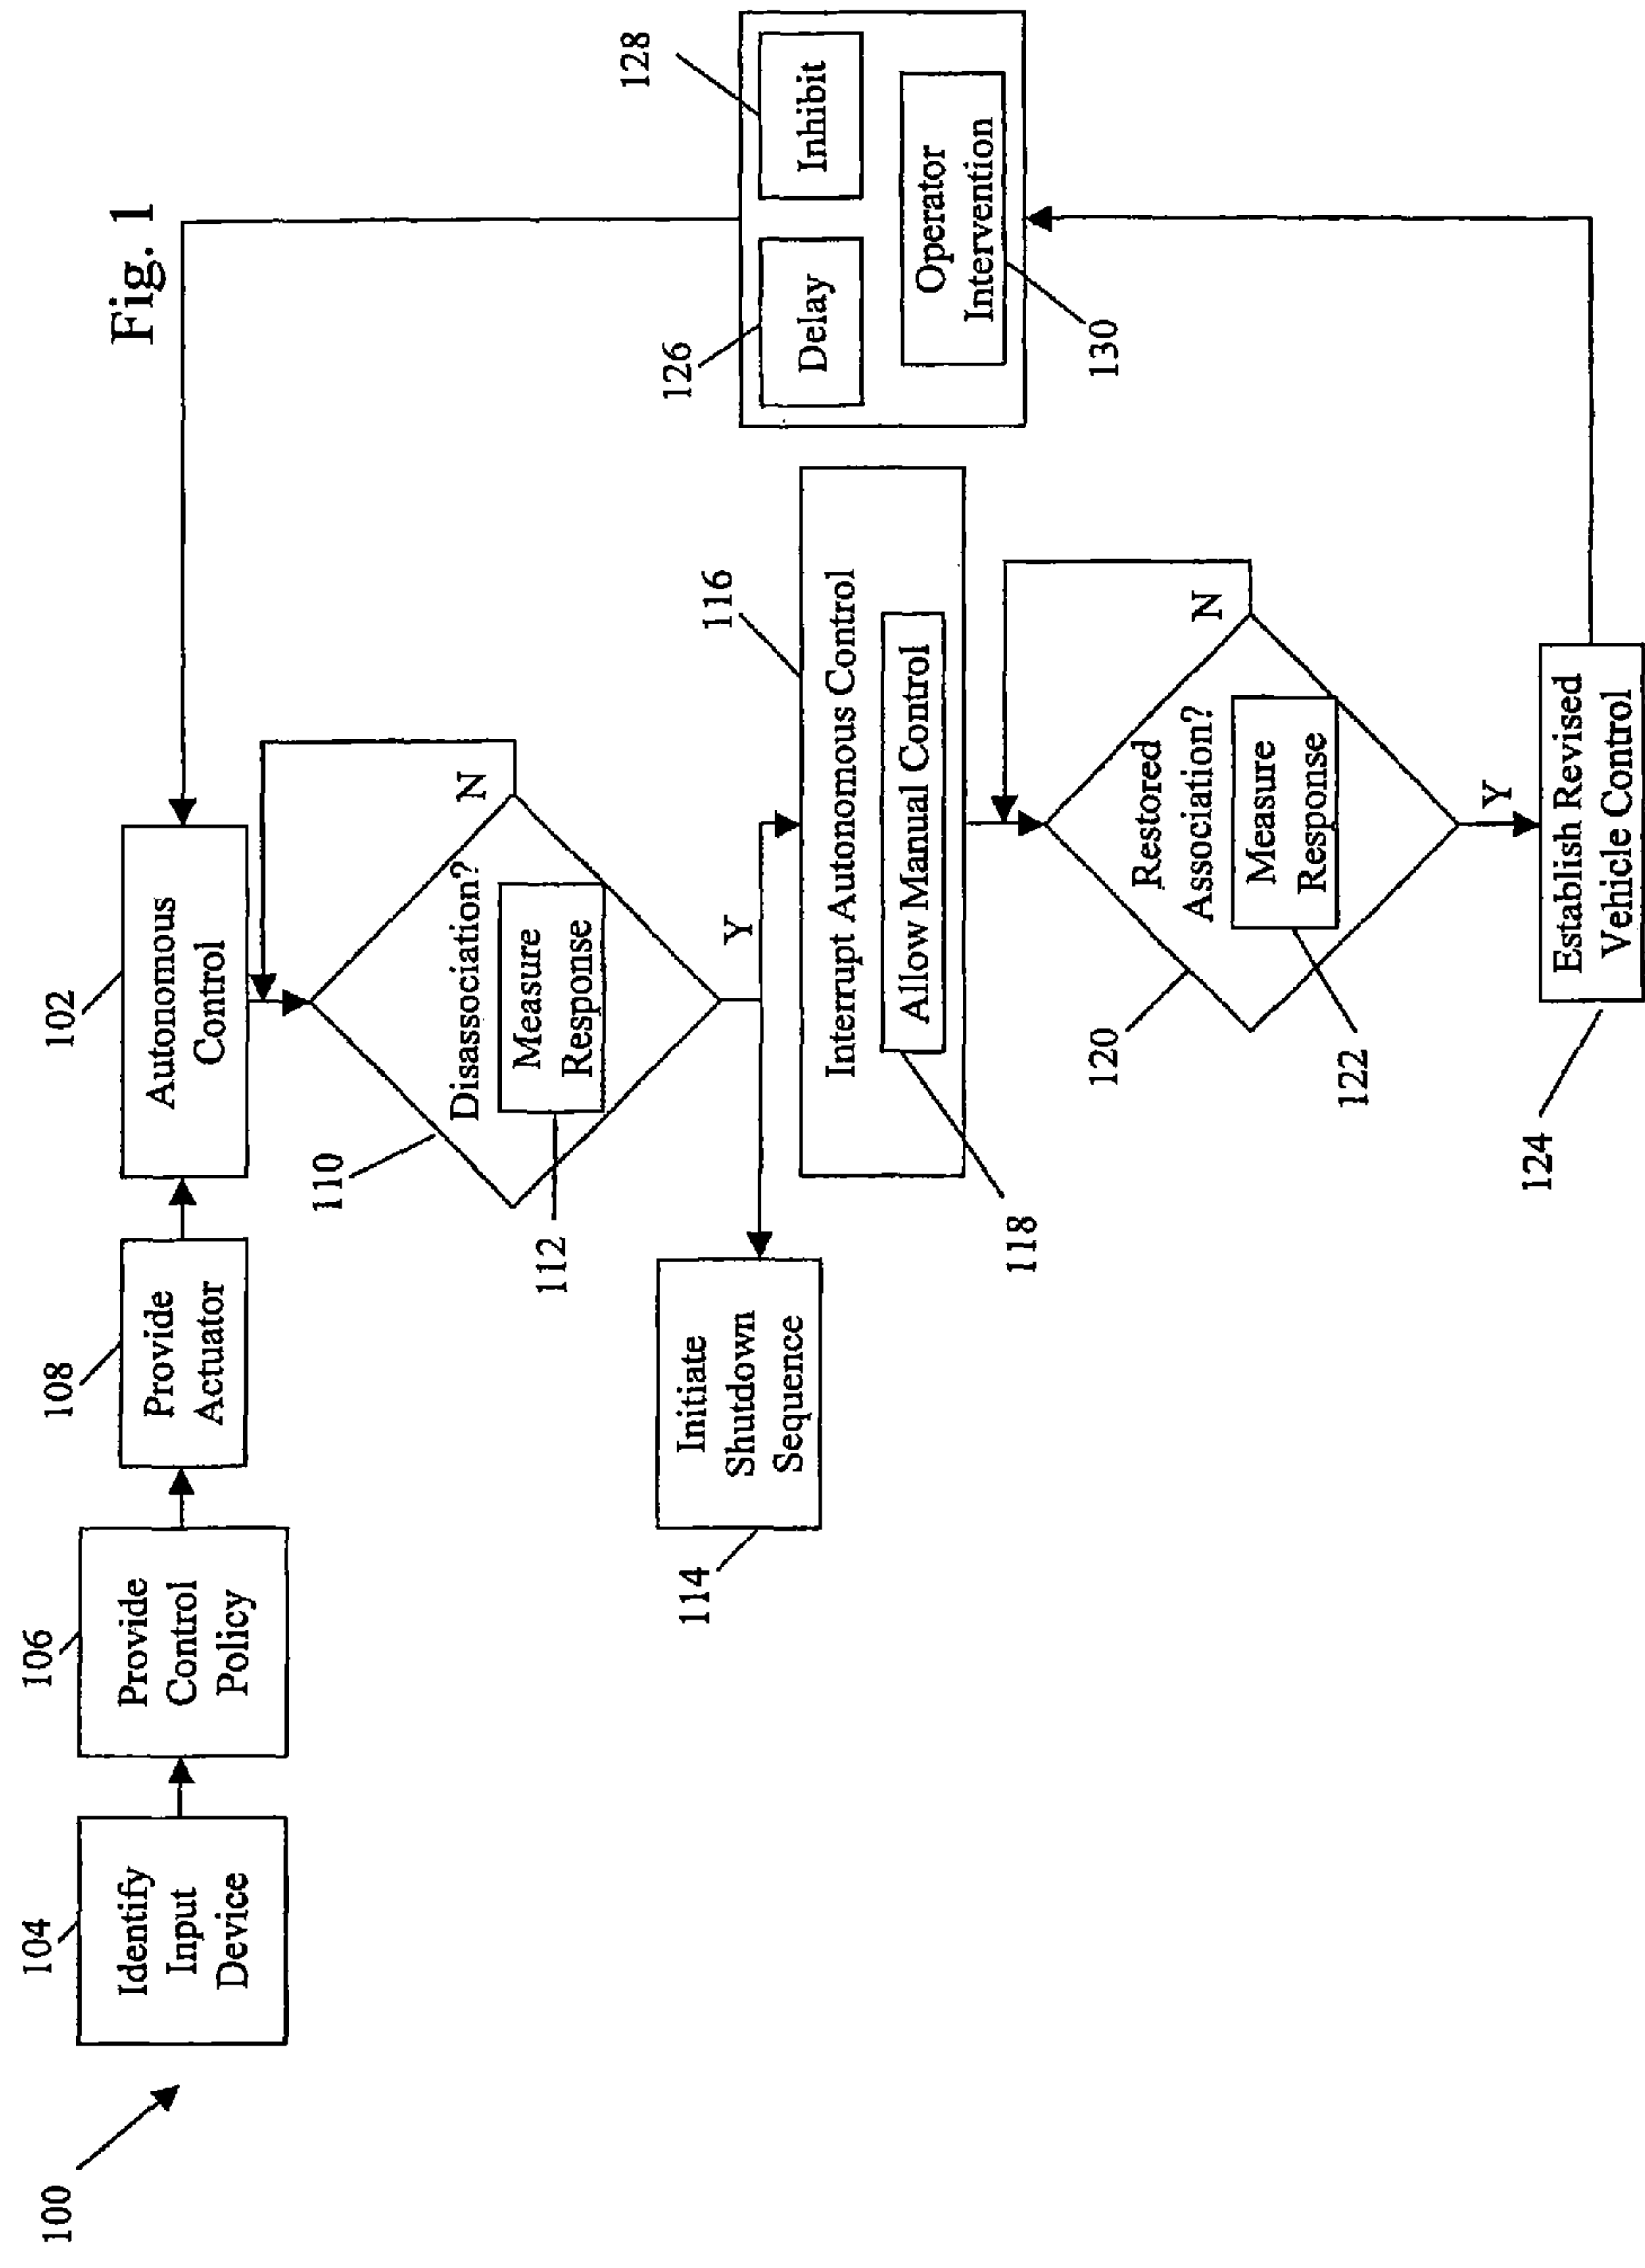 Fig. 1
100
104
Identify
Input
Device
106
Provide
Control
Policy
108
Provide
Actuator
102
Autonomous
Control
110
Disassociation?
112
Measure
Response
N
Y
114
Initiate
Shutdown
Sequence
116
Interrupt Autonomous Control
118
Allow Manual Control
120
Restored
Association?
122
Measure
Response
N
Y
124
Establish Revised
Vehicle Control
126
Delay
128
Inhibit
130
Operator
Intervention